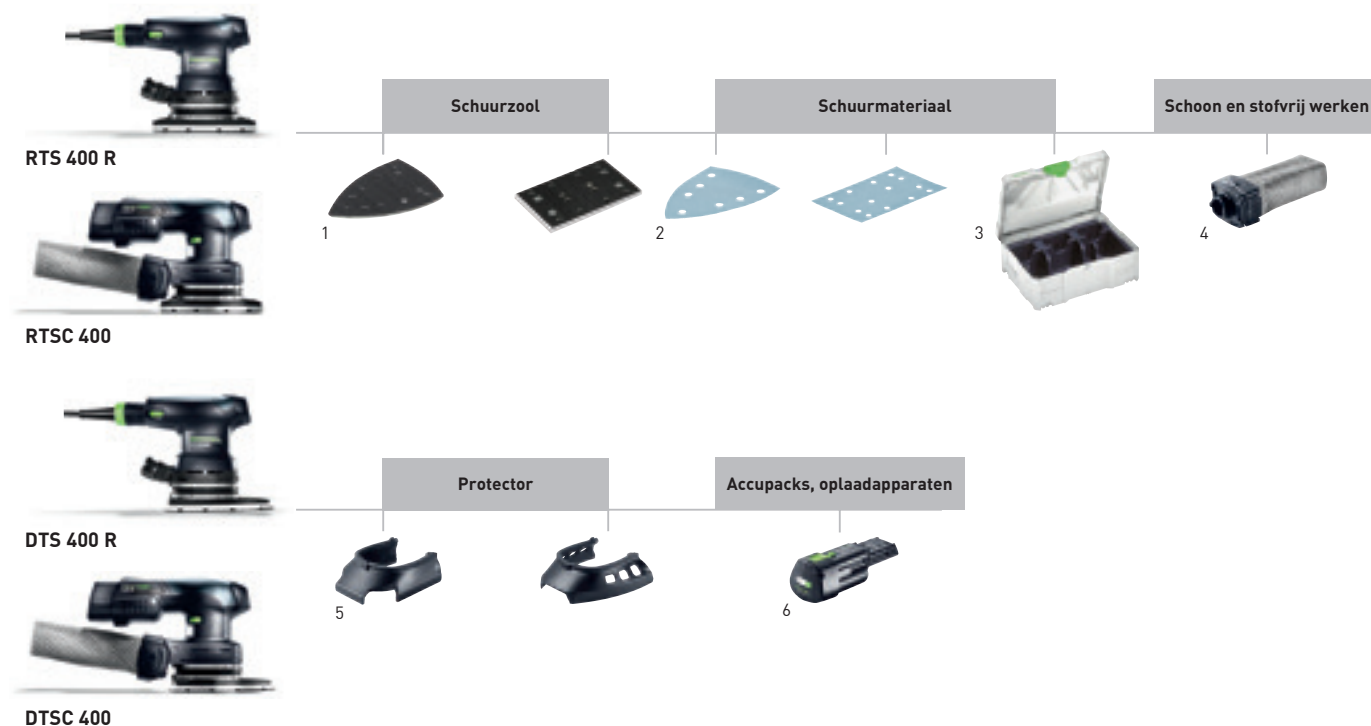 Schuurzool
Schuurmateriaal
Schoon en stofvrij werken
RTS 400 R
1
2
3
4
RTSC 400
Protector
Accupacks, oplaadapparaten
DTS 400 R
5
6
DTSC 400